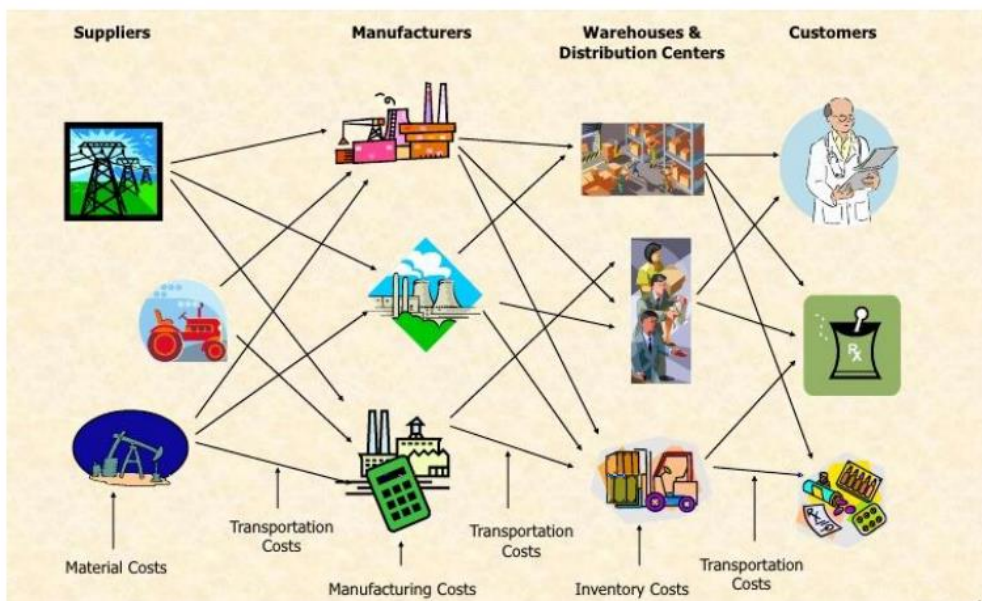 Suppliers
Manufacturers
Warehouses &
Distribution Centers
Customers
Rx
Transportation
Costs
Transportation
Costs
Transportation
Costs
Material Costs
Manufacturing Costs
Inventory Costs